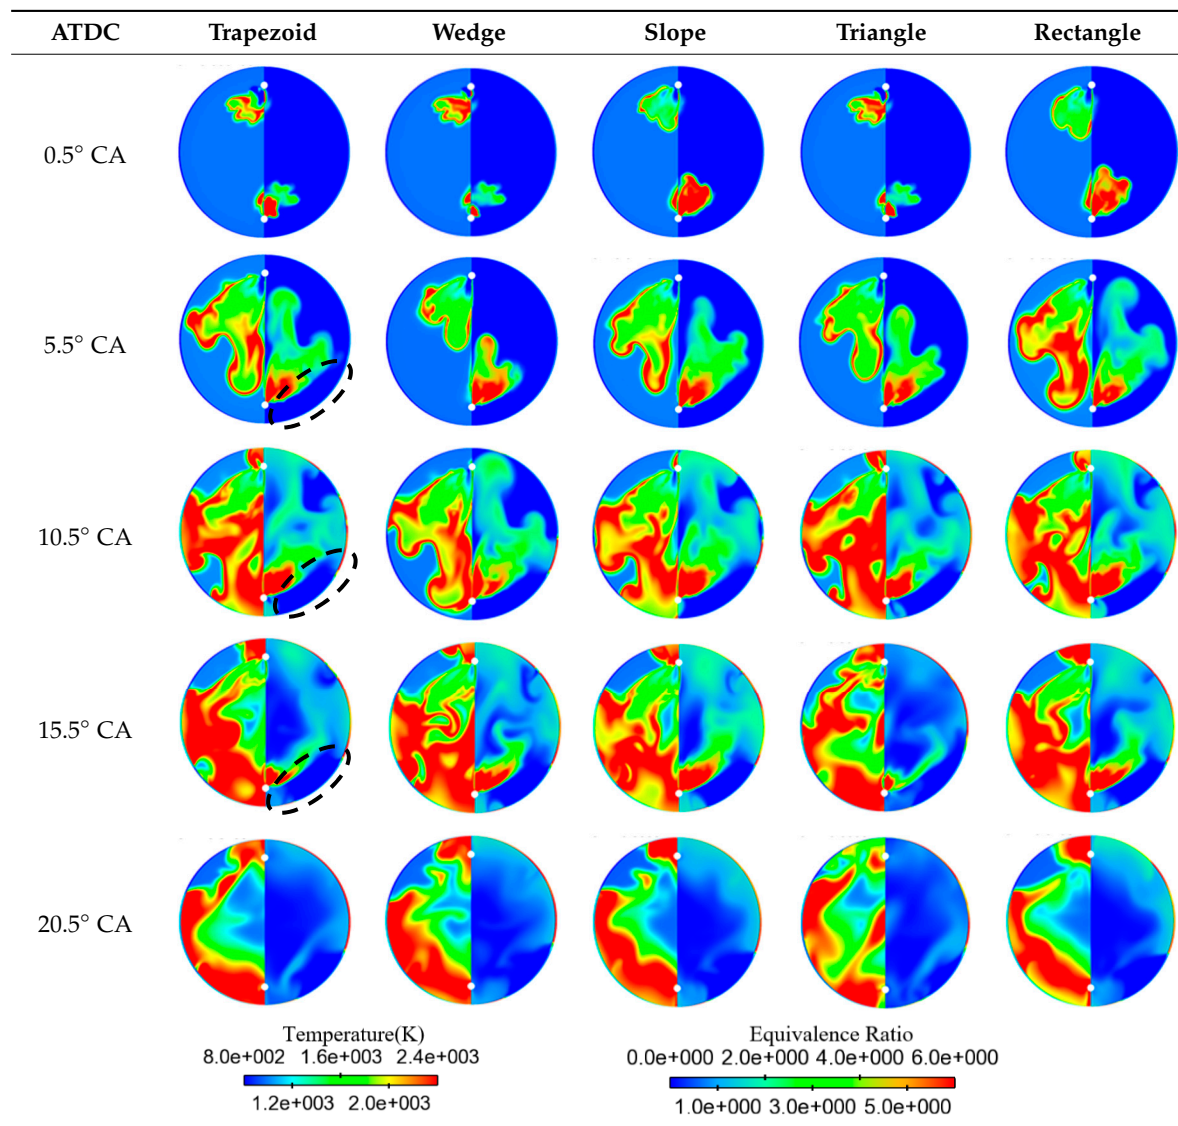 ATDC Trapezoid Wedge Slope Triangle Rectangle
0.5° CA
5.5° CA
10.5° CA
15.5° CA
20.5° CA
Temperature(K)
8.0e+002 1.6e+003 2.4e+003
1.2e+003 2.0e+003
Equivalence Ratio
0.0e+000 2.0e+000 4.0e+000 6.0e+000
1.0e+000 3.0e+000 5.0e+000